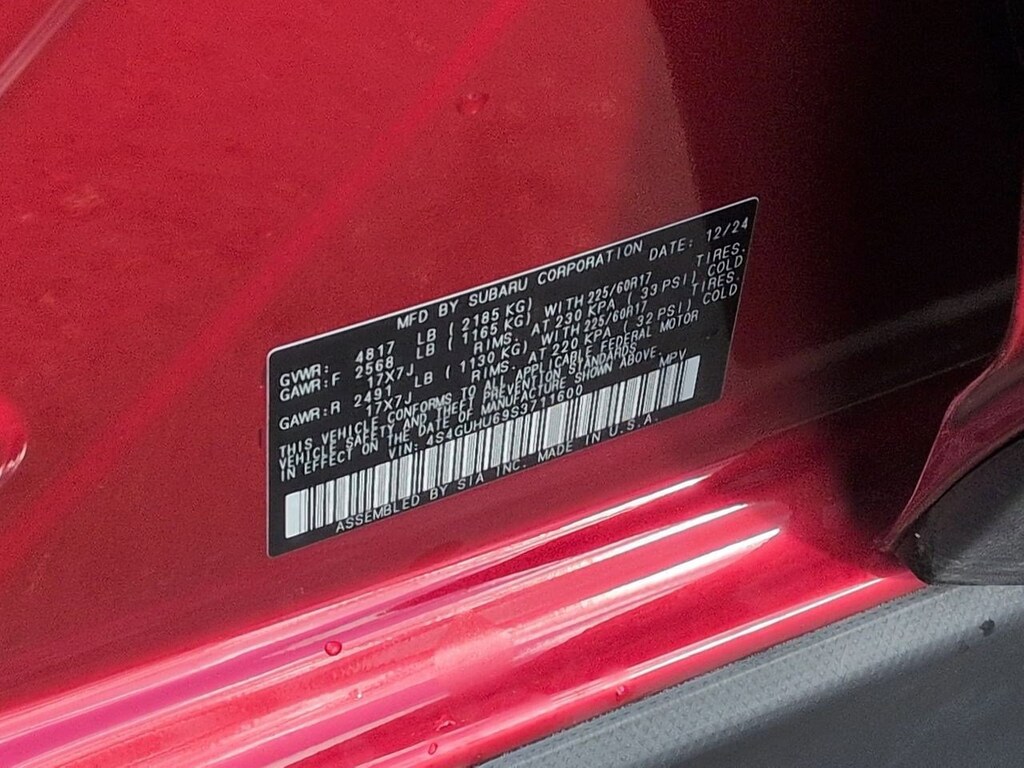 MFD BY SUBARU CORPORATION DATE: 12/24
GVWR: 4817 LB ( 2185 KG)
GAWR:F 2568 LB ( 1165 KG) WITH 225/60R17 TIRES.
17X7J RIMS. AT 230 KPA ( 33 PSI) COLD
GAWR:R 2491 LB ( 1130 KG) WITH 225/60R17 TIRES.
17X7J RIMS. AT 220 KPA ( 32 PSI) COLD
THIS VEHICLE CONFORMS TO ALL APPLICABLE FEDERAL MOTOR
VEHICLE SAFETY AND THEFT PREVENTION STANDARDS
IN EFFECT ON THE DATE OF MANUFACTURE SHOWN ABOVE.
VIN: 4S4GUHU69S3711600 MPV
ASSEMBLED BY SIA INC. MADE IN U.S.A.